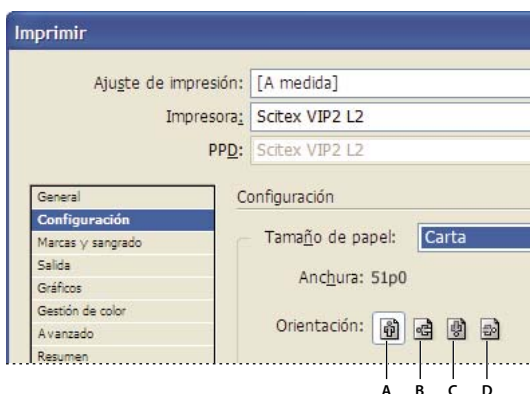 Imprimir
Ajuste de impresión: [A medida]
Impresora: Scitex VIP2 L2
PPD: Scitex VIP2 L2
General
Configuración
Marcas y sangrado
Salida
Gráficos
Gestión de color
Avanzado
Resumen
Configuración
Tamaño de papel: Carta
Anchura: 51p0
Orientación:
A B C D